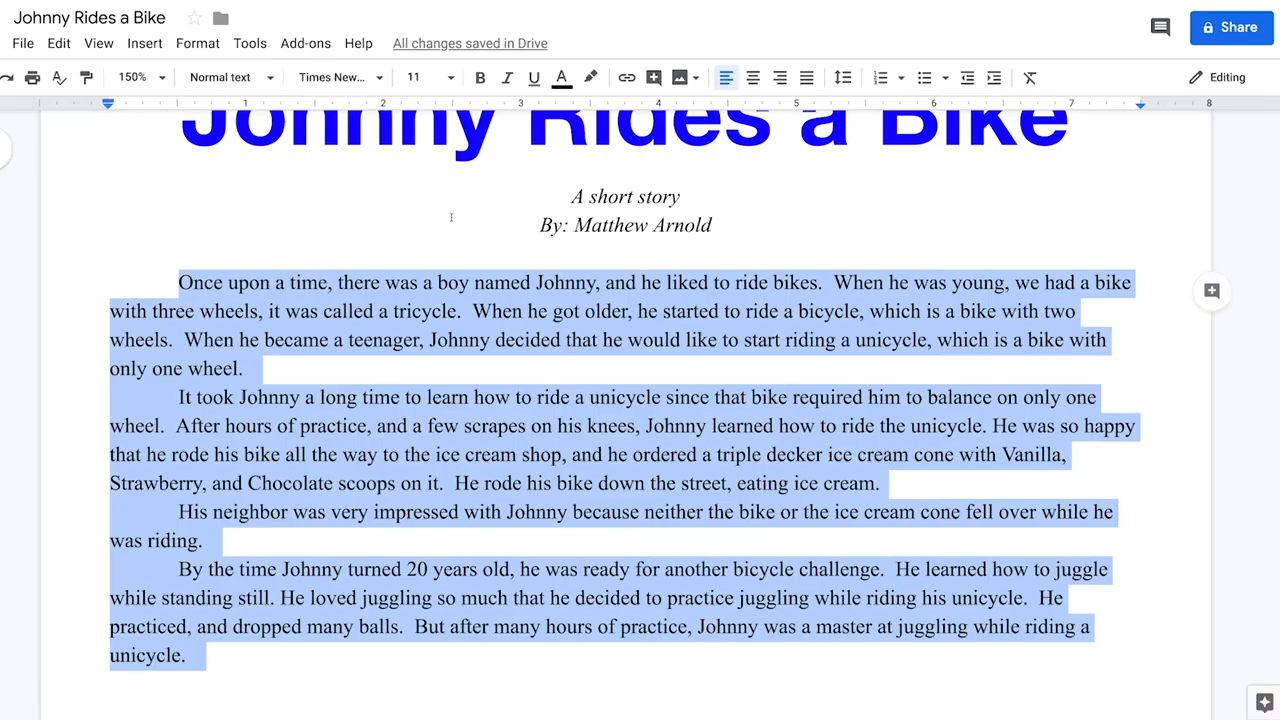 Johnny Rides a Bike
File Edit View Insert Format Tools Add-ons Help All changes saved in Drive
Share
150% Normal text Times New... 11 B I U A Editing
1 2 3 4 5 6 7 8
Johnny Rides a Bike
A short story
By: Matthew Arnold
Once upon a time, there was a boy named Johnny, and he liked to ride bikes.  When he was young, we had a bike
with three wheels, it was called a tricycle.  When he got older, he started to ride a bicycle, which is a bike with two
wheels.  When he became a teenager, Johnny decided that he would like to start riding a unicycle, which is a bike with
only one wheel.
It took Johnny a long time to learn how to ride a unicycle since that bike required him to balance on only one
wheel.  After hours of practice, and a few scrapes on his knees, Johnny learned how to ride the unicycle. He was so happy
that he rode his bike all the way to the ice cream shop, and he ordered a triple decker ice cream cone with Vanilla,
Strawberry, and Chocolate scoops on it.  He rode his bike down the street, eating ice cream.
His neighbor was very impressed with Johnny because neither the bike or the ice cream cone fell over while he
was riding.
By the time Johnny turned 20 years old, he was ready for another bicycle challenge.  He learned how to juggle
while standing still. He loved juggling so much that he decided to practice juggling while riding his unicycle.  He
practiced, and dropped many balls.  But after many hours of practice, Johnny was a master at juggling while riding a
unicycle.